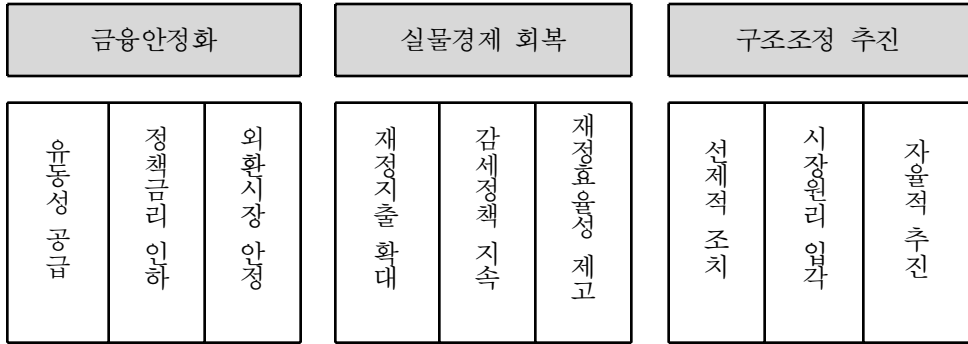 금융안정화
실물경제 회복
구조조정 추진
유동성 공급
정책금리 인하
외환시장 안정
재정지출 확대
감세정책 지속
재정효율성 제고
선제적 조치
시장원리 입각
자율적 추진